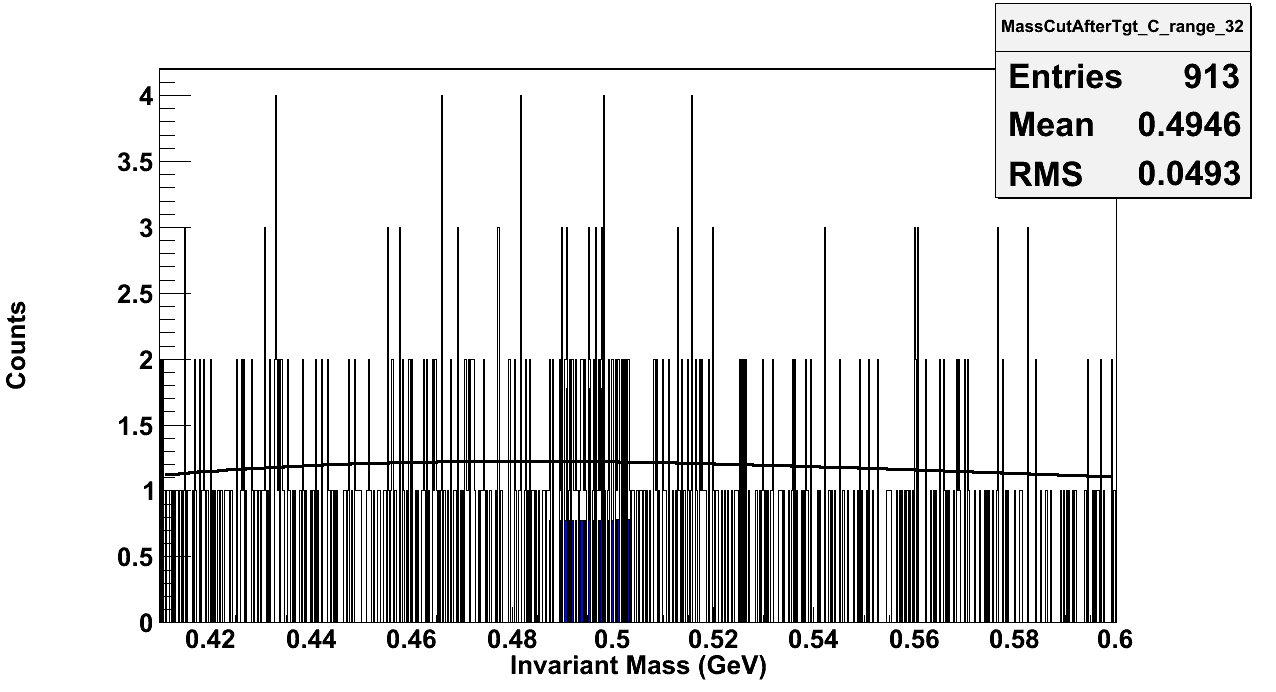 MassCutAfterTgt_C_range_32
Entries 913
Mean 0.4946
RMS 0.0493
4
3.5
3
2.5
2
1.5
1
0.5
0
Counts
0.42 0.44 0.46 0.48 0.5 0.52 0.54 0.56 0.58 0.6
Invariant Mass (GeV)